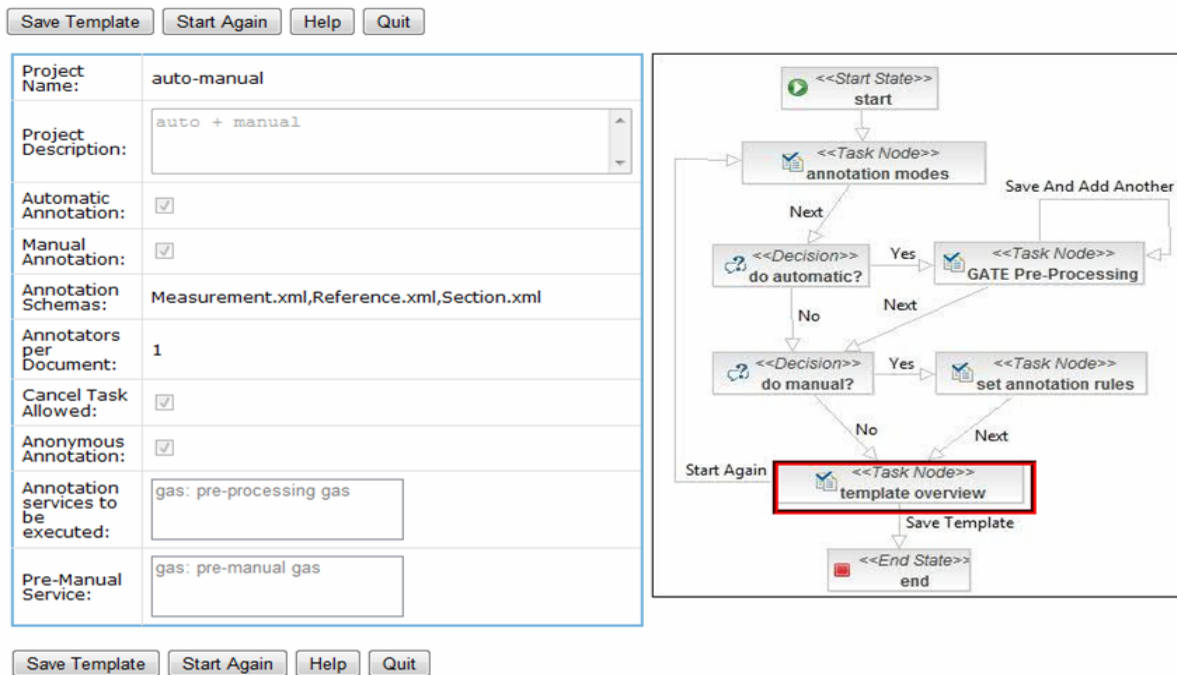 Save Template Start Again Help Quit
Project
Name:
auto-manual
Project
Description:
auto + manual
Automatic
Annotation:
Manual
Annotation:
Annotation
Schemas:
Measurement.xml,Reference.xml,Section.xml
Annotators
per
Document:
1
Cancel Task
Allowed:
Anonymous
Annotation:
Annotation
services to
be
executed:
gas: pre-processing gas
Pre-Manual
Service:
gas: pre-manual gas
Save Template Start Again Help Quit
<<Start State>>
start
<<Task Node>>
annotation modes
Save And Add Another
Next
<<Decision>>
do automatic?
Yes
<<Task Node>>
GATE Pre-Processing
No
Next
<<Decision>>
do manual?
Yes
<<Task Node>>
set annotation rules
No
Next
Start Again
<<Task Node>>
template overview
Save Template
<<End State>>
end